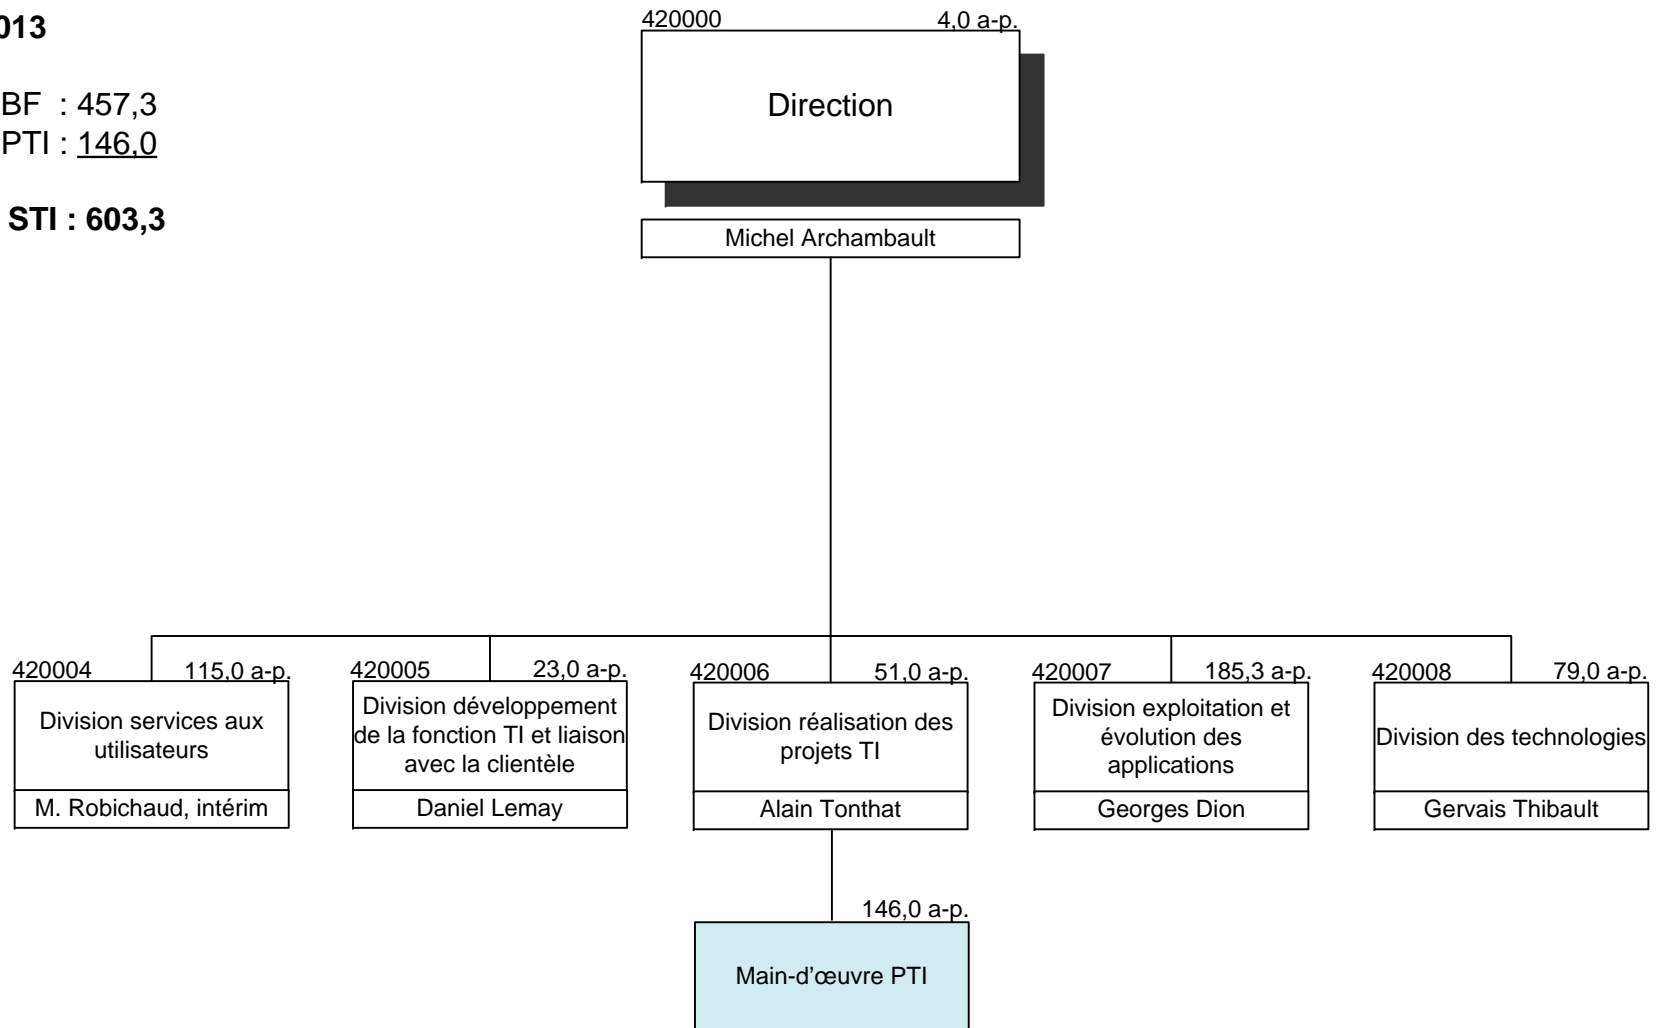 013
BF : 457,3
PTI : 146,0
STI : 603,3
420000 4,0 a-p.
Direction
Michel Archambault
420004 115,0 a-p.
Division services aux
utilisateurs
M. Robichaud, intérim
420005 23,0 a-p.
Division développement
de la fonction TI et liaison
avec la clientèle
Daniel Lemay
420006 51,0 a-p.
Division réalisation des
projets TI
Alain Tonthat
420007 185,3 a-p.
Division exploitation et
évolution des
applications
Georges Dion
420008 79,0 a-p.
Division des technologies
Gervais Thibault
146,0 a-p.
Main-d’œuvre PTI